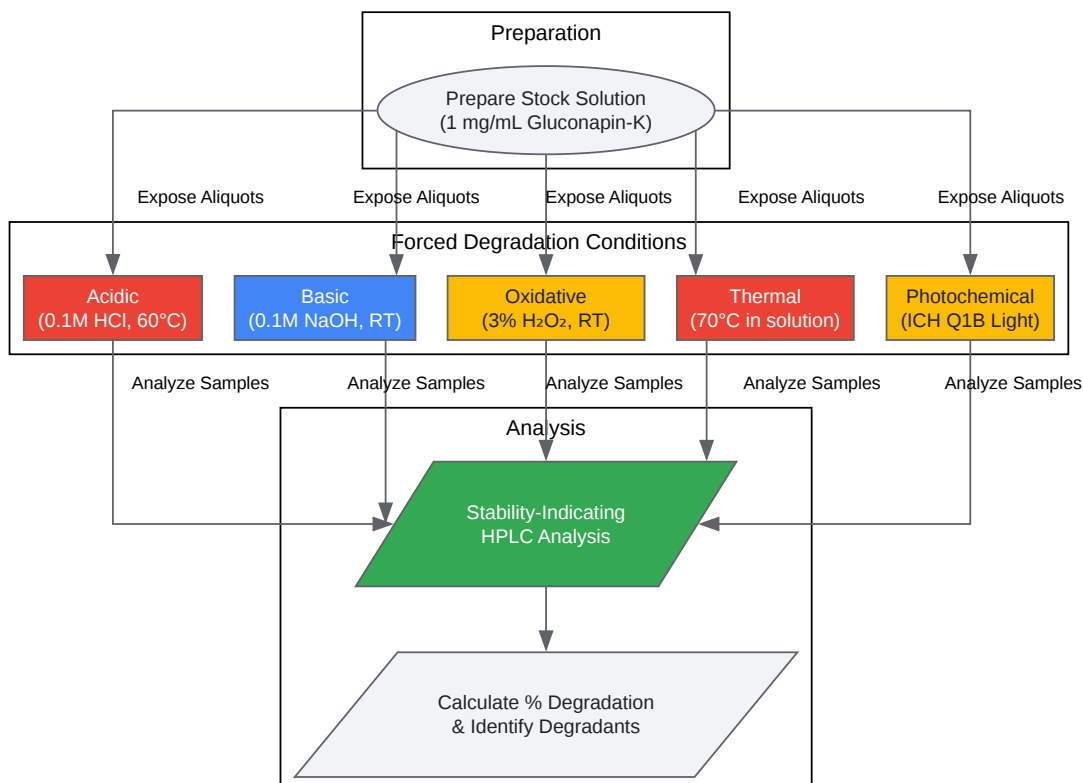 Preparation
Prepare Stock Solution
(1 mg/mL Gluconapin-K)
Expose Aliquots
Expose Aliquots
Expose Aliquots
Expose Aliquots
Expose Aliquots
Forced Degradation Conditions
Acidic
(0.1M HCl, 60°C)
Basic
(0.1M NaOH, RT)
Oxidative
(3% H₂O₂, RT)
Thermal
(70°C in solution)
Photochemical
(ICH Q1B Light)
Analyze Samples
Analyze Samples
Analyze Samples
Analyze Samples
Analyze Samples
Analysis
Stability-Indicating
HPLC Analysis
Calculate % Degradation
& Identify Degradants